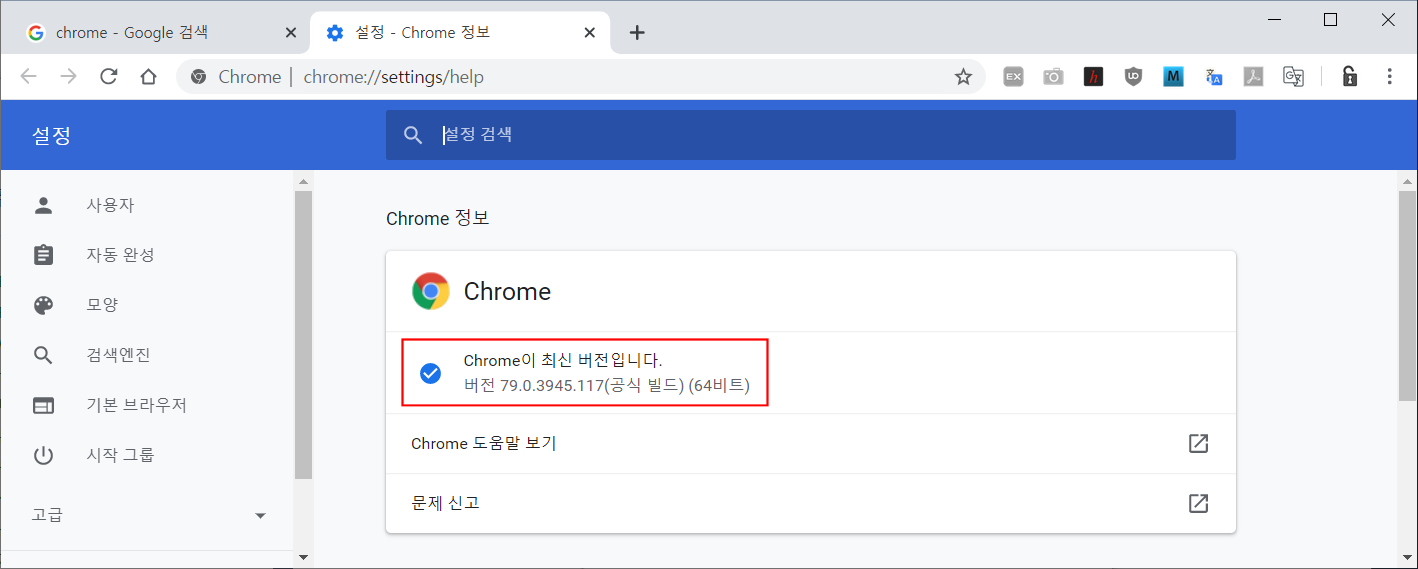 chrome - Google 검색
설정 - Chrome 정보
Chrome | chrome://settings/help
EX
h
UD
M
A
G
설정
설정 검색
사용자
자동 완성
모양
검색엔진
기본 브라우저
시작 그룹
고급
Chrome 정보
Chrome
Chrome이 최신 버전입니다.
버전 79.0.3945.117(공식 빌드) (64비트)
Chrome 도움말 보기
문제 신고